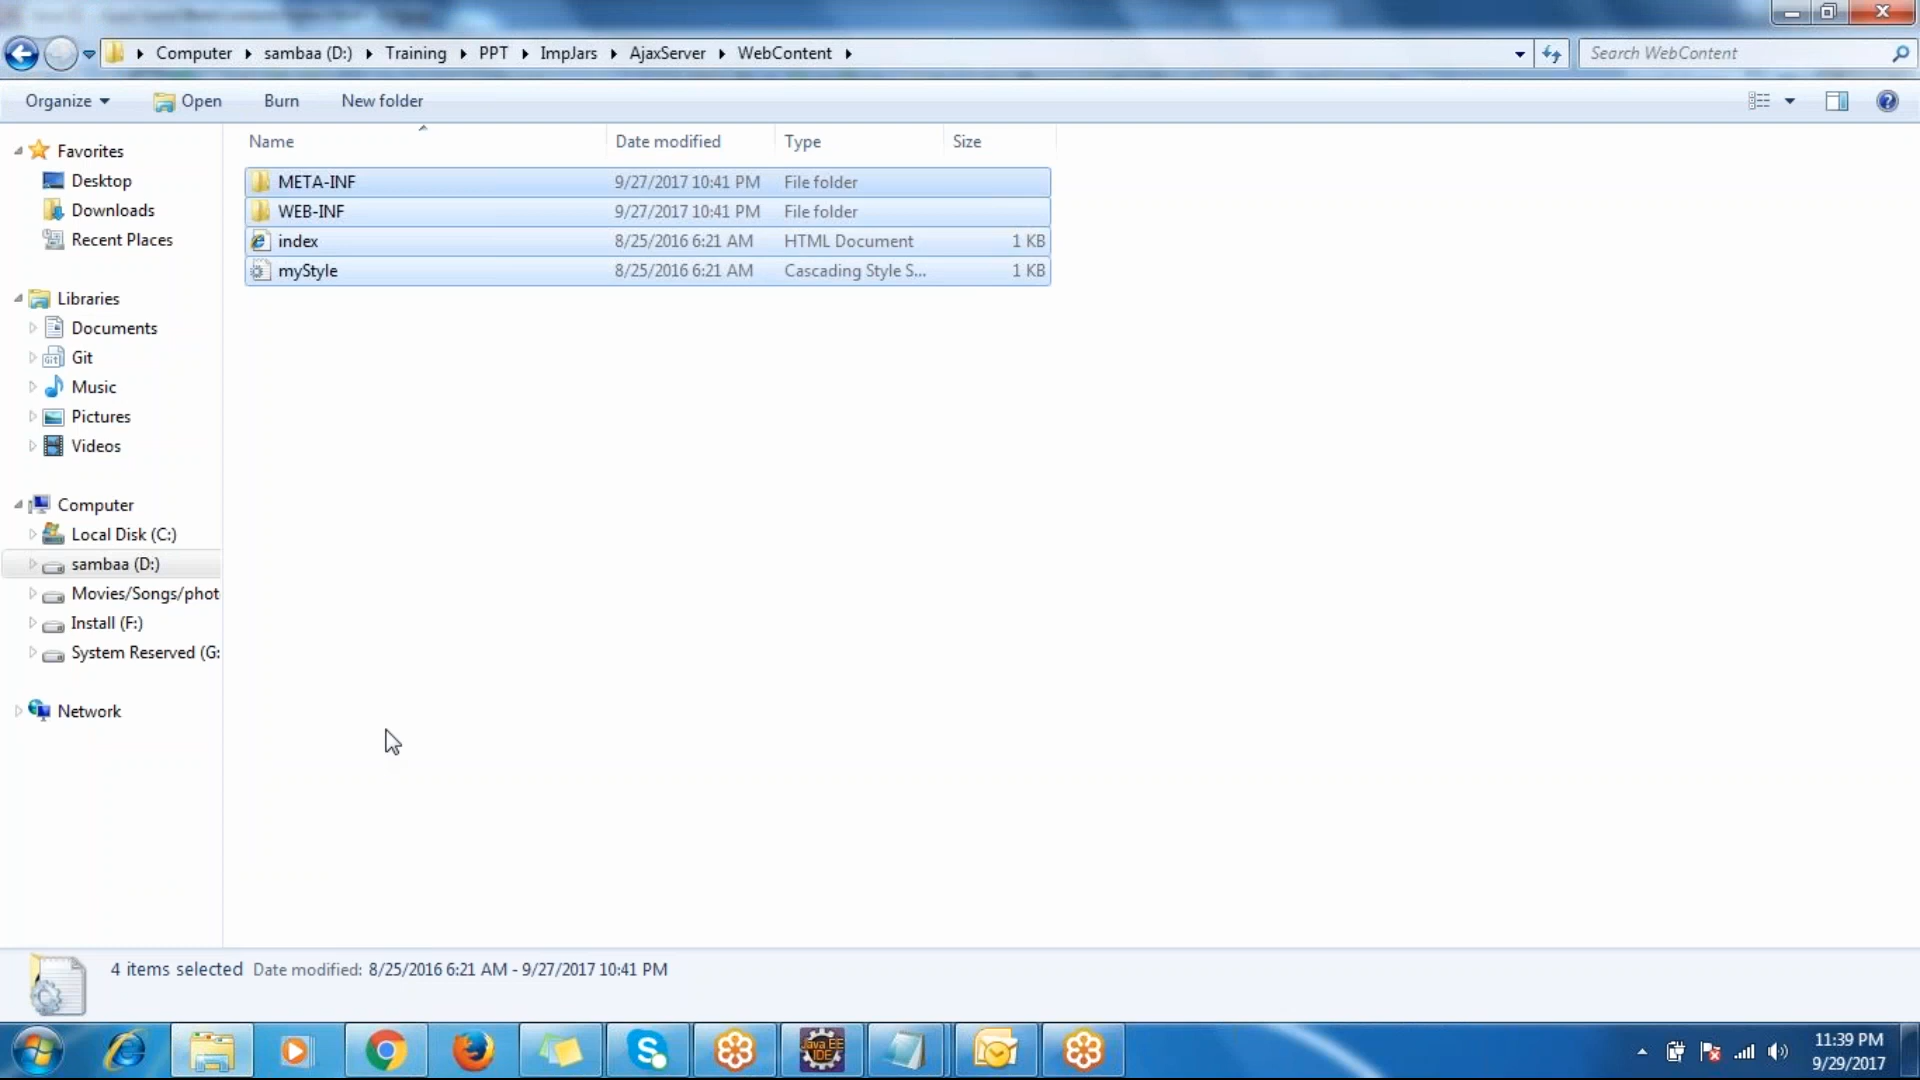 Computer sambaa (D:) Training PPT ImpJars AjaxServer WebContent
Search WebContent
Organize Open Burn New folder
Name Date modified Type Size
META-INF 9/27/2017 10:41 PM File folder
WEB-INF 9/27/2017 10:41 PM File folder
index 8/25/2016 6:21 AM HTML Document 1 KB
myStyle 8/25/2016 6:21 AM Cascading Style S... 1 KB
Favorites
Desktop
Downloads
Recent Places
Libraries
Documents
Git
Music
Pictures
Videos
Computer
Local Disk (C:)
sambaa (D:)
Movies/Songs/phot
Install (F:)
System Reserved (G:
Network
4 items selected Date modified: 8/25/2016 6:21 AM - 9/27/2017 10:41 PM
Java EE
IDE
11:39 PM
9/29/2017